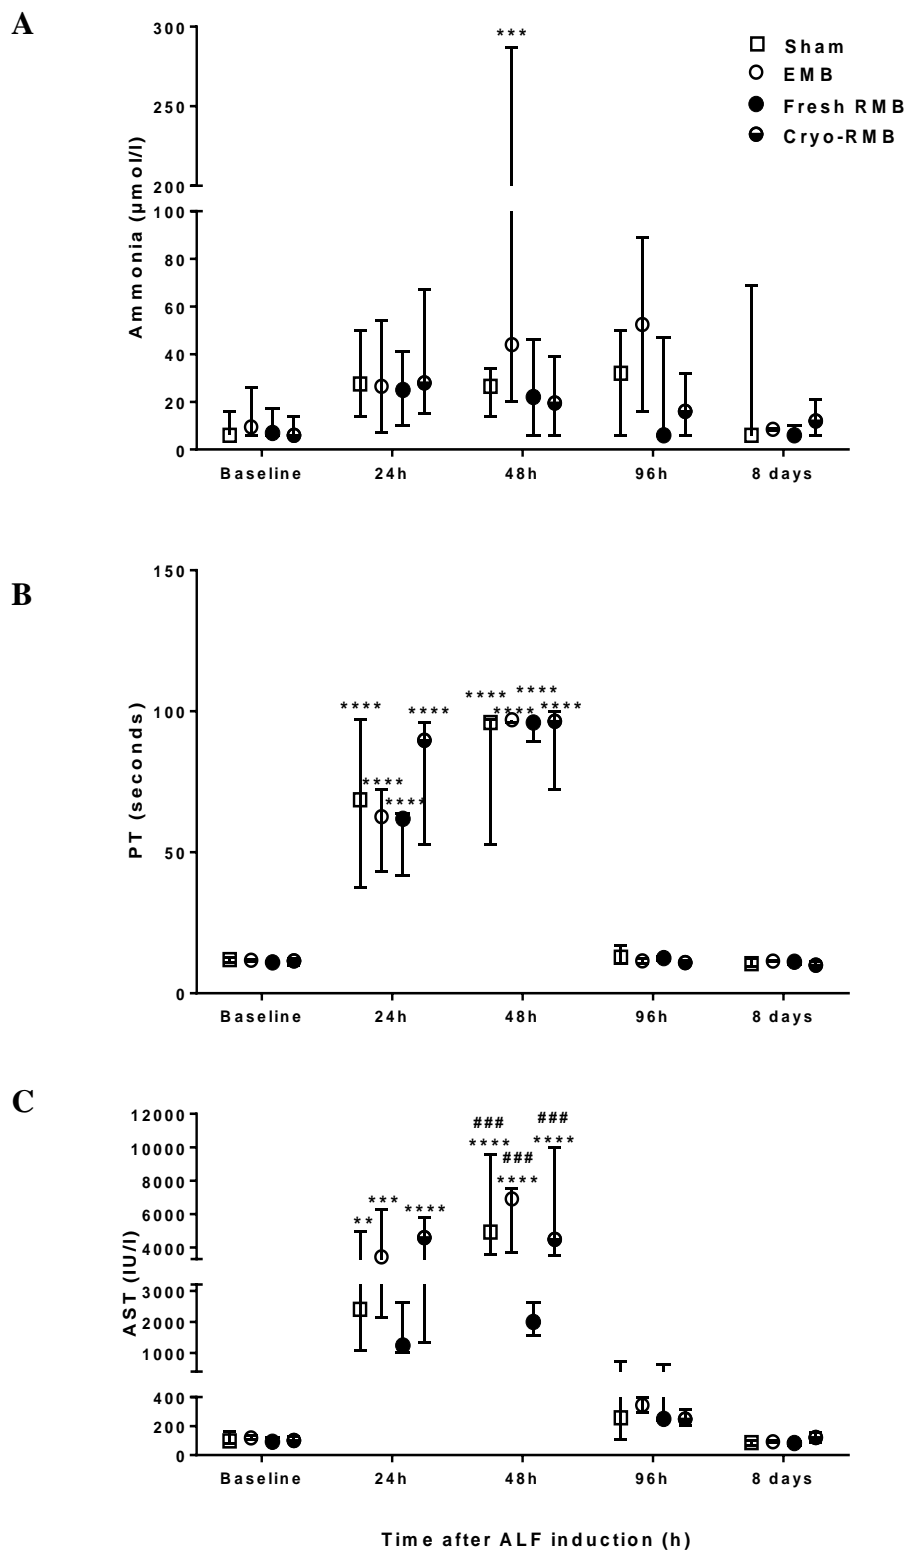 A
300
***
Sham
EMB
250
Fresh RMB
Cryo-RMB
200
100
Ammonia (µmol/l)
80
60
40
20
0
Baseline 24h 48h 96h 8 days
B
150
PT (seconds)
**** **** ****
100
**** **** ****
**** ****
50
0
Baseline 24h 48h 96h 8 days
C
AST (IU/l)
12000
### ###
10000
**** ### ****
8000
****
** *** ****
6000
4000
3000
2000
1000
400
200
0
Baseline 24h 48h 96h 8 days
Time after ALF induction (h)